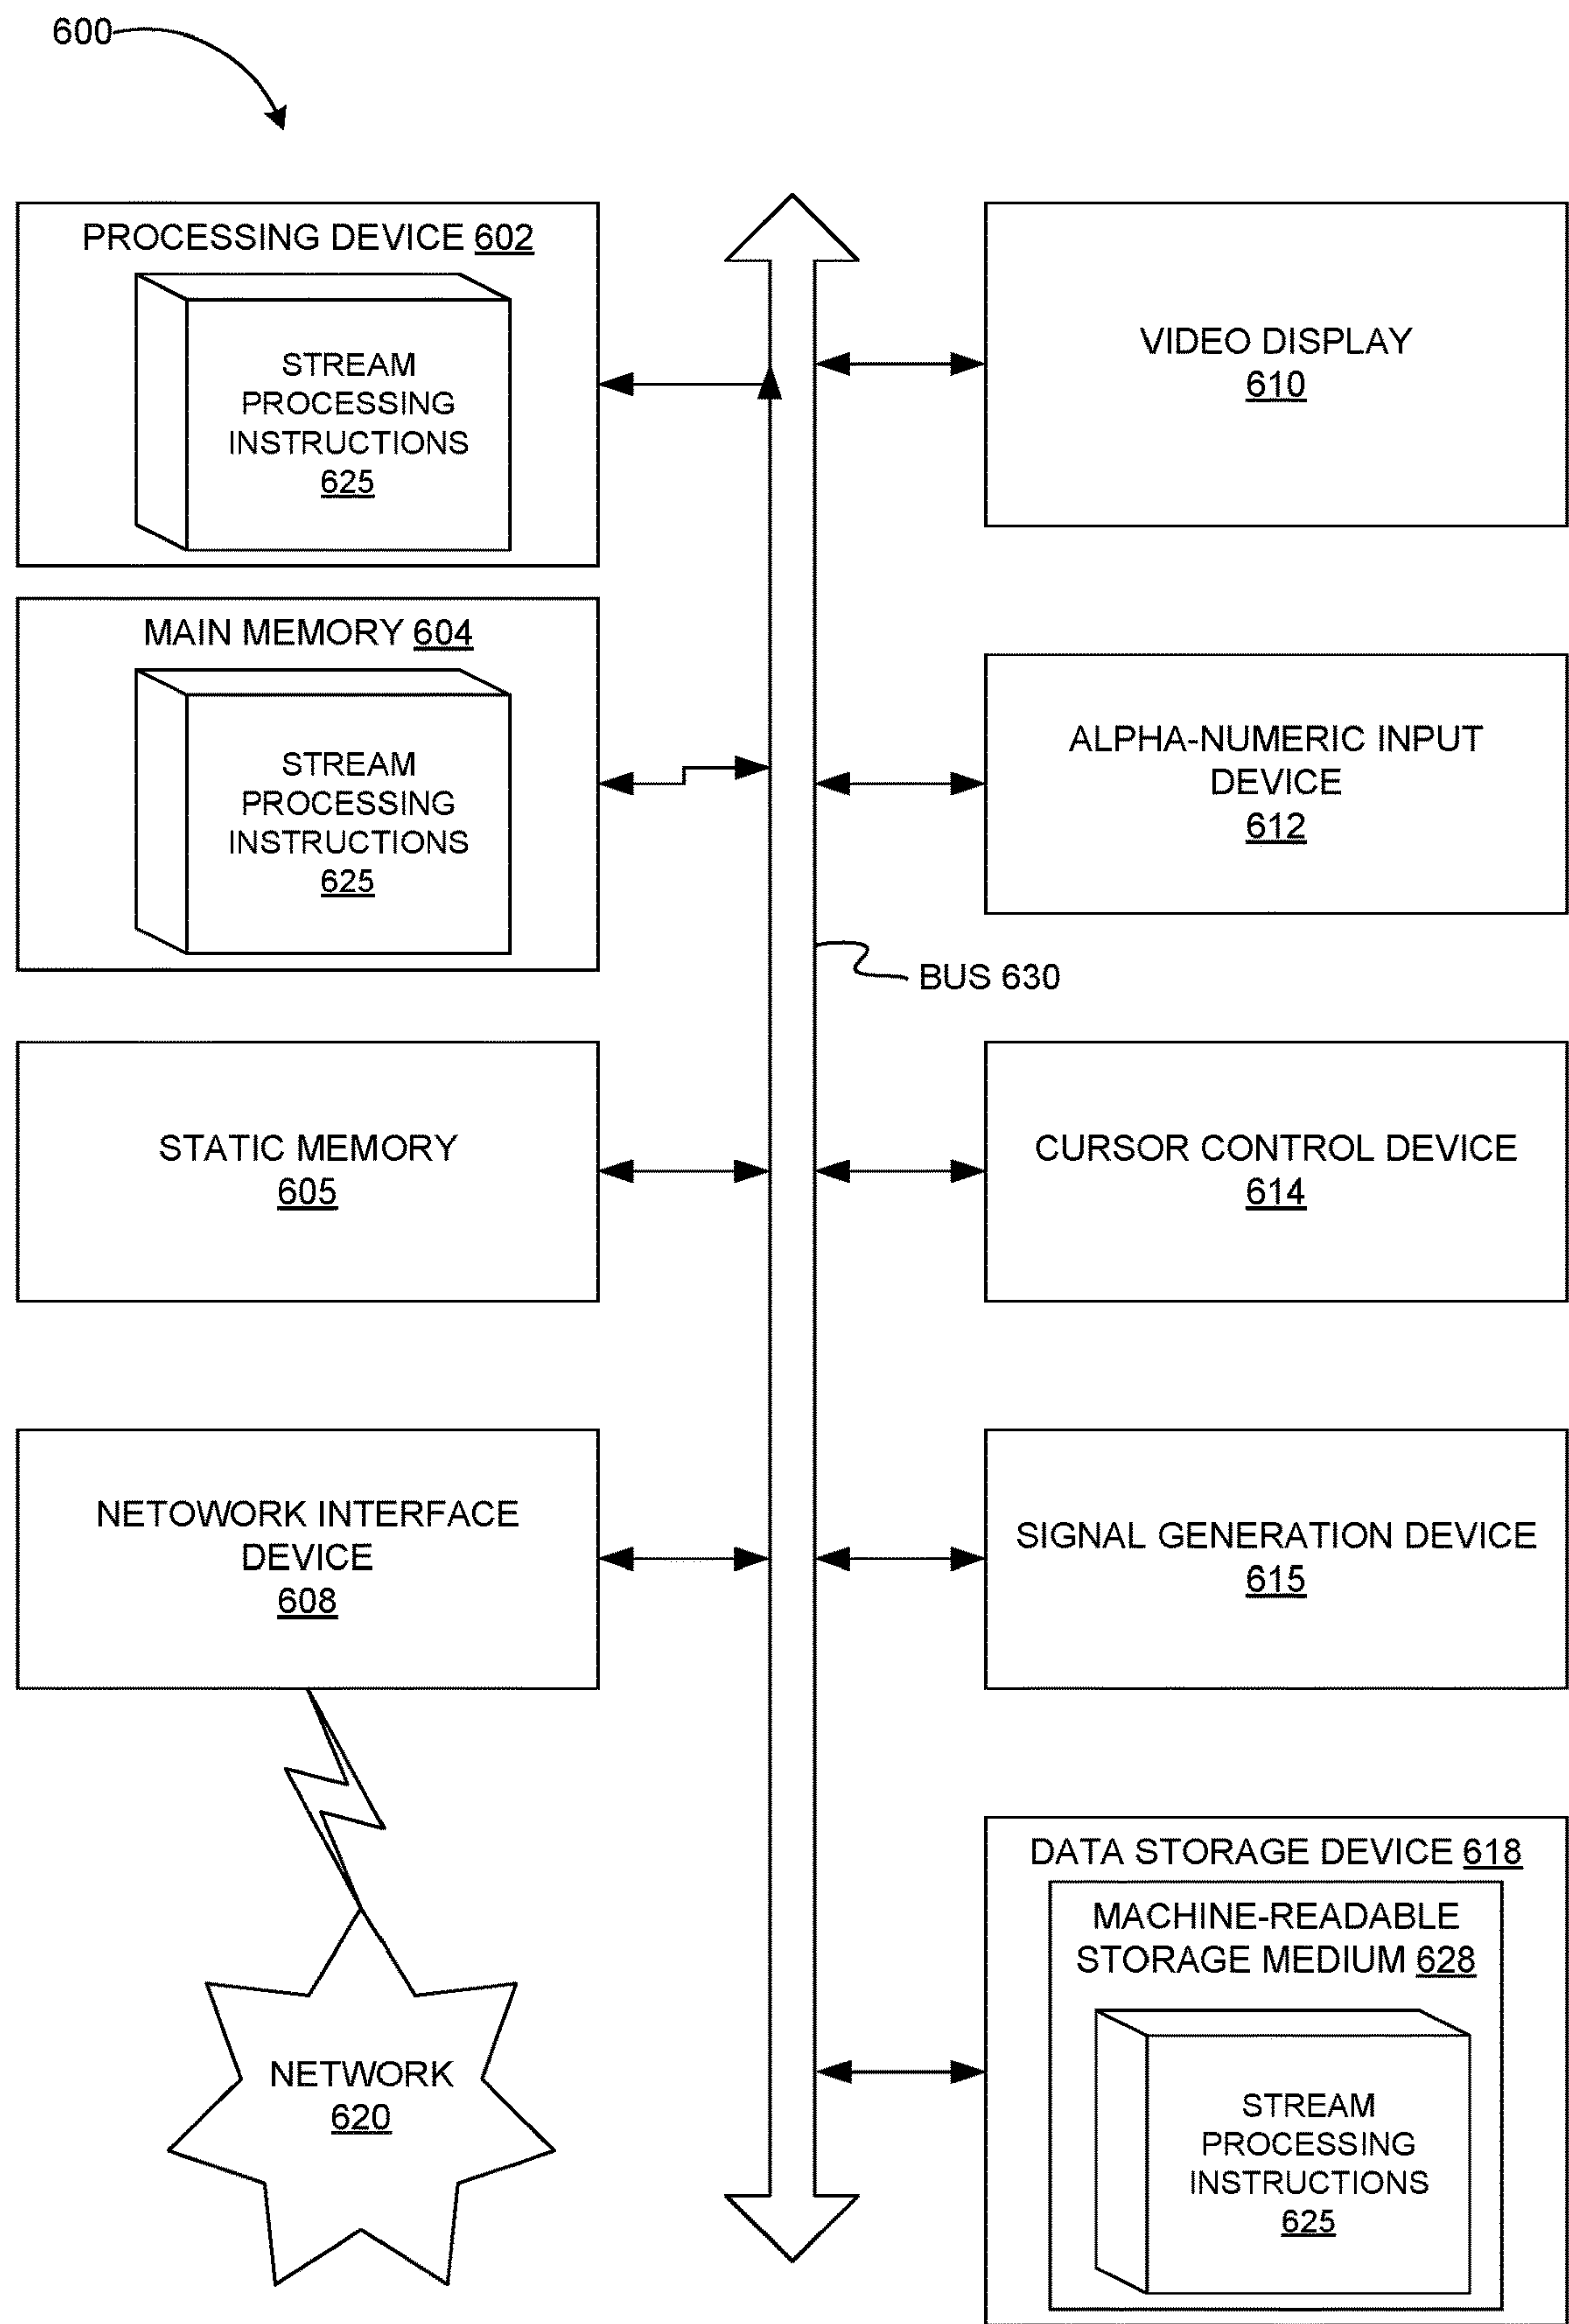 600
PROCESSING DEVICE 602
STREAM
PROCESSING
INSTRUCTIONS
625
MAIN MEMORY 604
STREAM
PROCESSING
INSTRUCTIONS
625
STATIC MEMORY
605
NETOWORK INTERFACE
DEVICE
608
NETWORK
620
BUS 630
VIDEO DISPLAY
610
ALPHA-NUMERIC INPUT
DEVICE
612
CURSOR CONTROL DEVICE
614
SIGNAL GENERATION DEVICE
615
DATA STORAGE DEVICE 618
MACHINE-READABLE
STORAGE MEDIUM 628
STREAM
PROCESSING
INSTRUCTIONS
625